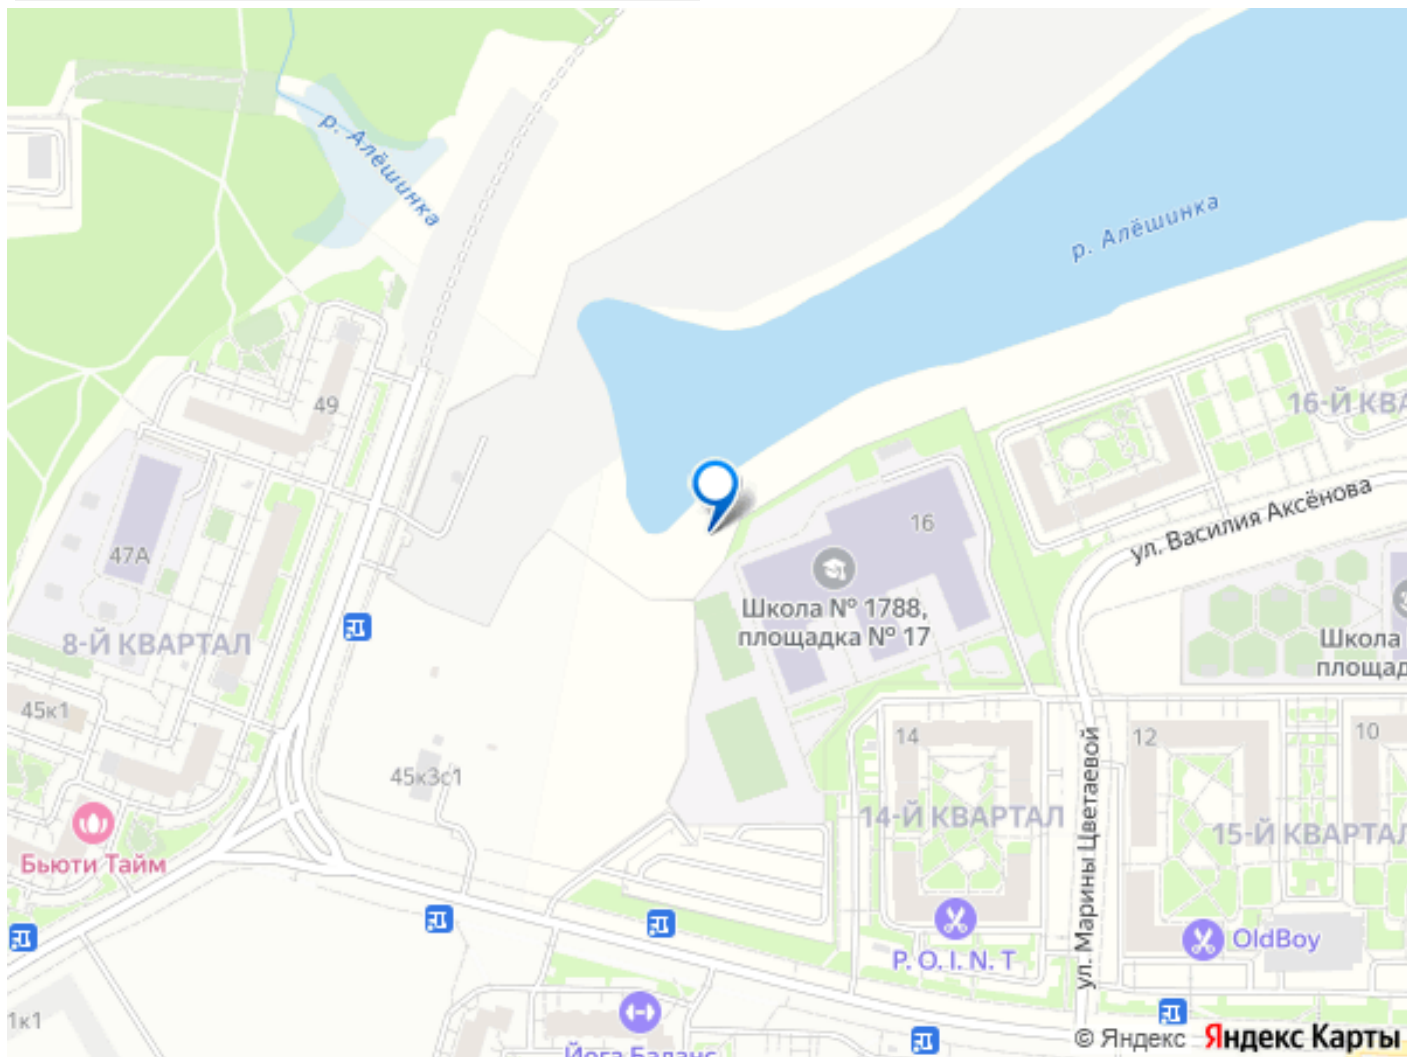 р. Алёшинка
р. Алёшинка
49
16-Й КВА
ул. Василия Аксёнова
16
47А
Школа № 1788,
площадка № 17
8-Й КВАРТАЛ
Школа
площад
45к1
14
12
10
45к3с1
ул. Марины Цветаевой
14-Й КВАРТАЛ
15-Й КВАРТАЛ
Бьюти Тайм
OldBoy
P. O. I. N. T
1к1
Йога Баланс
© Яндекс Яндекс Карты